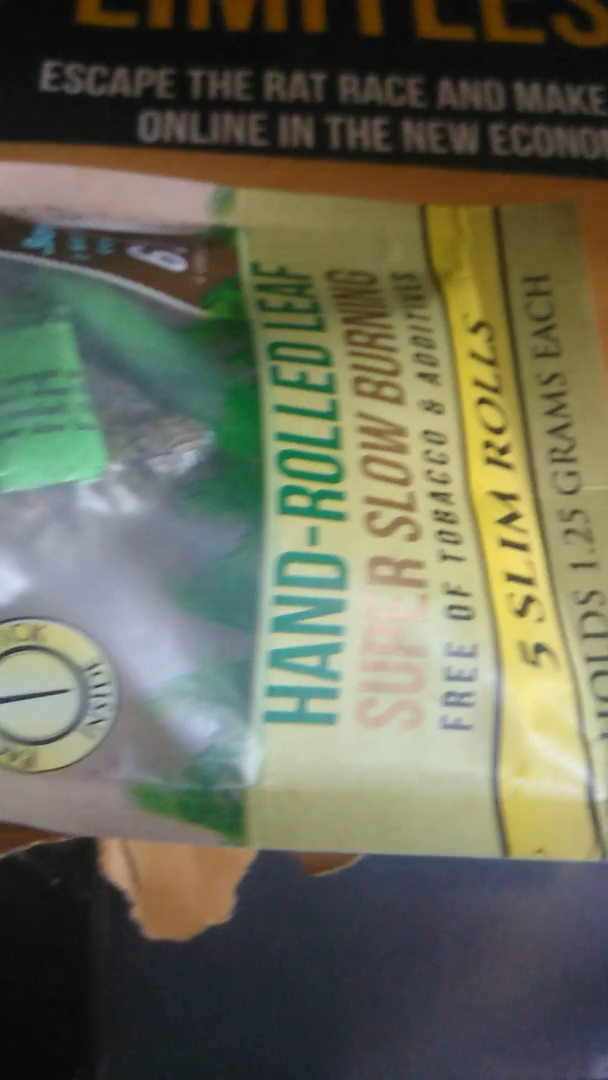 LIMITLESS
ESCAPE THE RAT RACE AND MAKE
ONLINE IN THE NEW ECONO
HAND-ROLLED LEAF
SUPER SLOW BURNING
FREE OF TOBACCO & ADDITIVES
5 SLIM ROLLS
HOLDS 1.25 GRAMS EACH